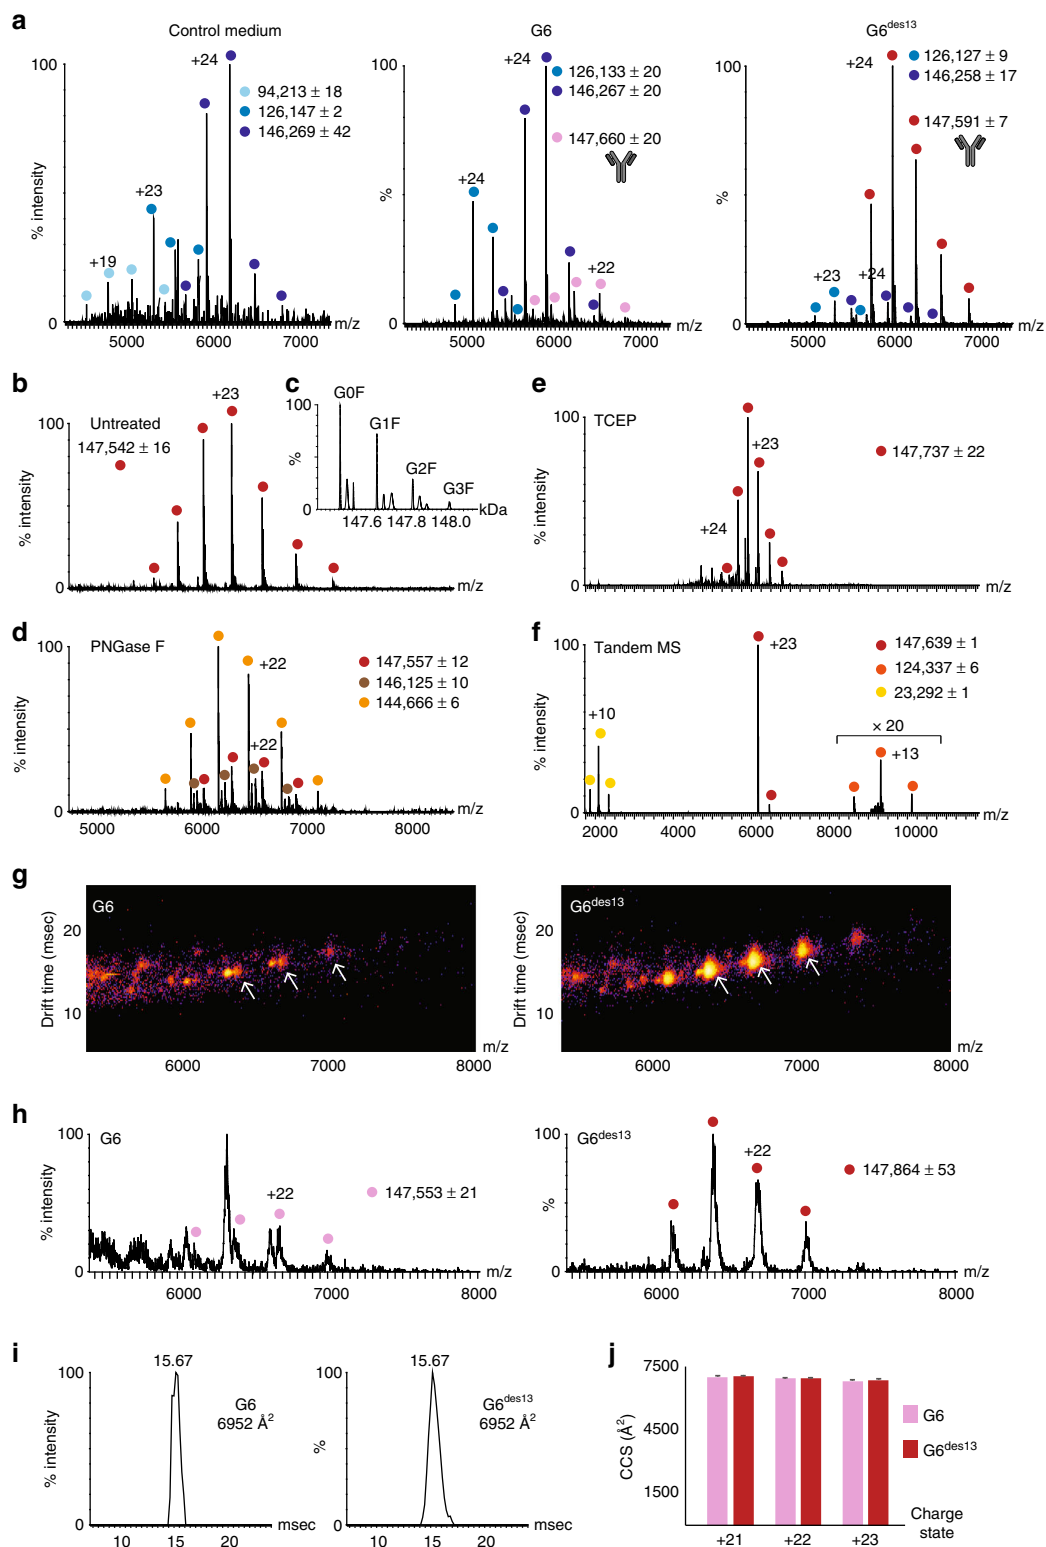 a
Control medium
G6
G6des13
100
+24
94,213 ± 18
126,147 ± 2
146,269 ± 42
+23
+19
% intensity
0
5000 6000 7000
m/z
100
+24
126,133 ± 20
146,267 ± 20
147,660 ± 20
+24
+22
%
0
5000 6000 7000
m/z
100
+24
126,127 ± 9
146,258 ± 17
147,591 ± 7
+23
+24
%
0
5000 6000 7000
m/z
b
Untreated
147,542 ± 16
+23
100
% intensity
0
m/z
c
100
G0F
G1F
G2F
G3F
%
0
147.6 147.8 148.0
kDa
e
100
TCEP
+23
147,737 ± 22
+24
% intensity
0
m/z
d
100
PNGase F
+22
147,557 ± 12
146,125 ± 10
144,666 ± 6
+22
% intensity
0
5000 6000 7000 8000
m/z
f
100
Tandem MS
+23
147,639 ± 1
124,337 ± 6
23,292 ± 1
+10
× 20
+13
% intensity
0
2000 4000 6000 8000 10000
m/z
g
G6
Drift time (msec)
20
10
6000 7000 8000
m/z
G6des13
Drift time (msec)
20
10
6000 7000 8000
m/z
h
100
G6
147,553 ± 21
+22
% intensity
0
6000 7000 8000
m/z
100
G6des13
+22
147,864 ± 53
%
0
6000 7000 8000
m/z
i
15.67
100
G6
6952 Å2
% intensity
0
10 15 20
msec
15.67
100
G6des13
6952 Å2
%
0
10 15 20
msec
j
7500
4500
1500
CCS (Å2)
G6
G6des13
+21 +22 +23
Charge
state